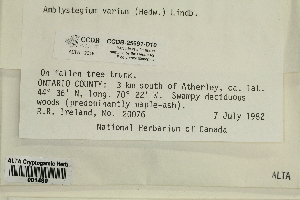 Amblystegium varium (Hedw.) Lindb.
CCDB
CCDB-25691-D10
On fallen tree trunk.
ONTARIO COUNTY: 3 km south of Atherley, ca. lat.
44° 36' N, long. 79° 22' W. Swampy deciduous
woods (predominantly maple-ash).
R.R. Ireland, No. 20076 7 July 1982
National Herbarium of Canada
ALTA Cryptogamic Herb
ALTA